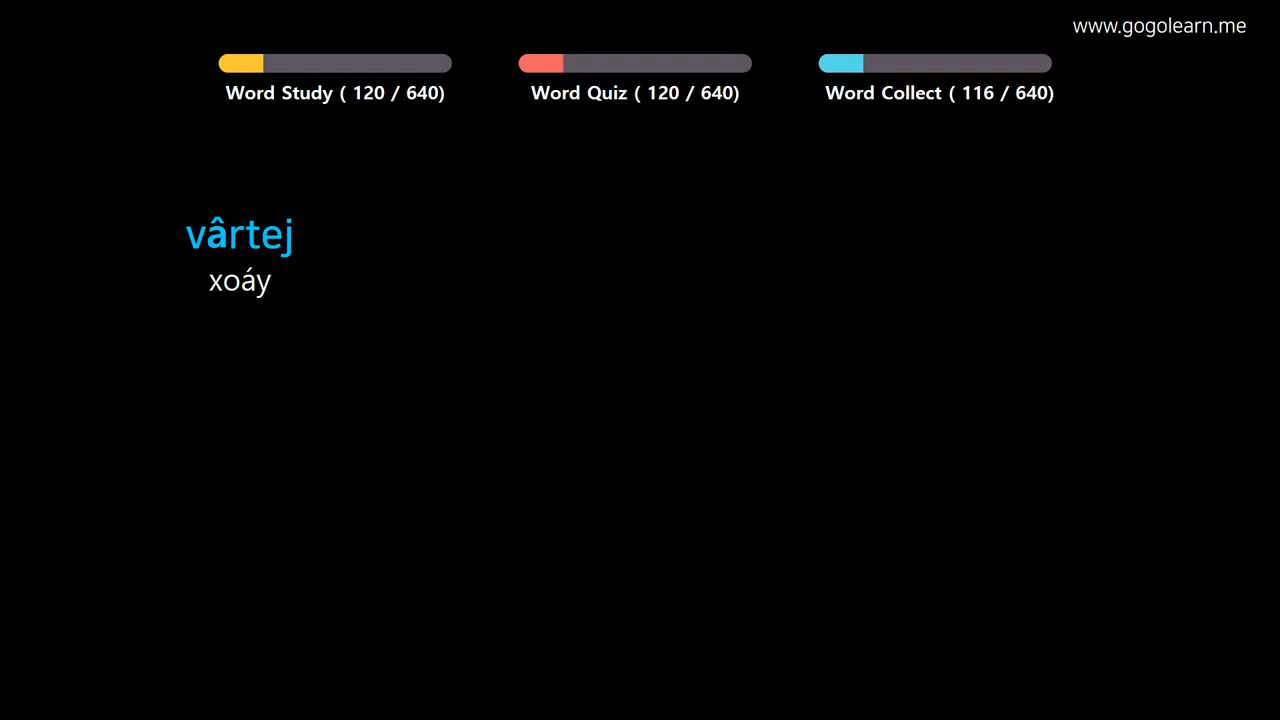 www.gogolearn.me
Word Study ( 120 / 640)
Word Quiz ( 120 / 640)
Word Collect ( 116 / 640)
vârtej
xoáy